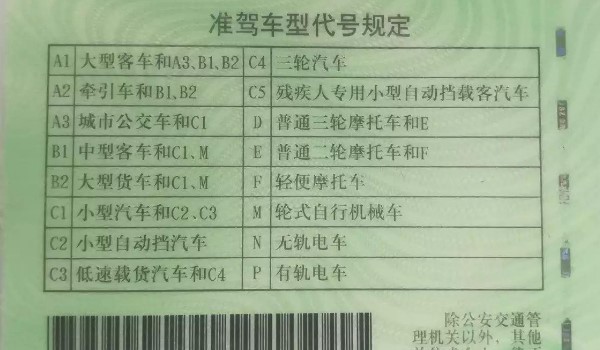 准驾车型代号规定
A1 大型客车和A3、B1、B2 C4 三轮汽车
A2 牵引车和B1、B2 C5 残疾人专用小型自动挡载客汽车
A3 城市公交车和C1 D 普通三轮摩托车和E
B1 中型客车和C1、M E 普通二轮摩托车和F
B2 大型货车和C1、M F 轻便摩托车
C1 小型汽车和C2、C3 M 轮式自行机械车
C2 小型自动挡汽车 N 无轨电车
C3 低速载货汽车和C4 P 有轨电车
除公安交通管
理机关以外，其他